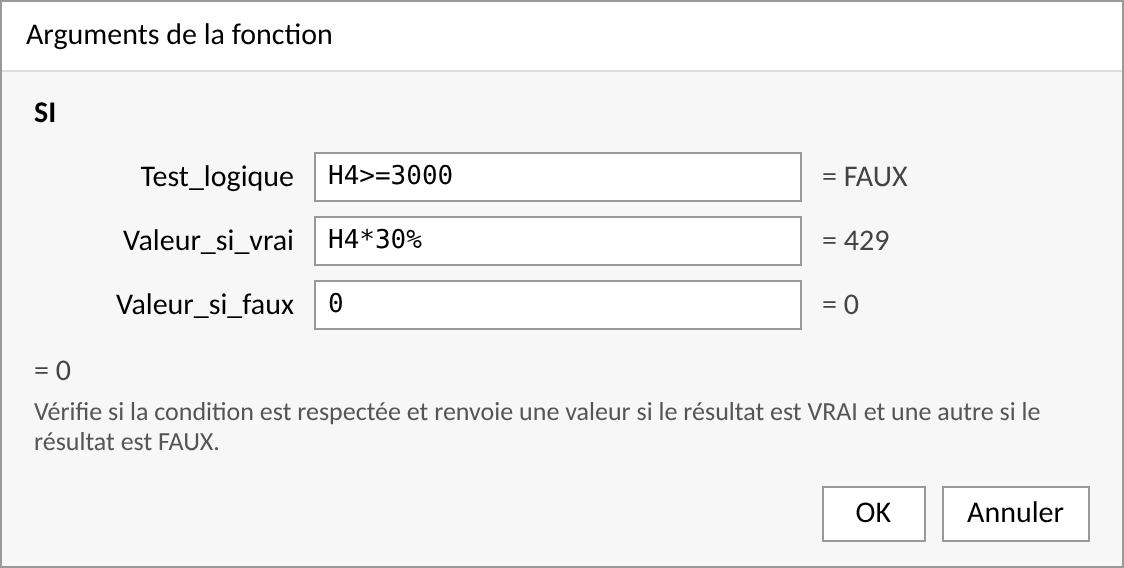 Arguments de la fonction
SI
Test_logique H4>=3000 = FAUX
Valeur_si_vrai H4*30% = 429
Valeur_si_faux 0 = 0
= 0
Vérifie si la condition est respectée et renvoie une valeur si le résultat est VRAI et une autre si le
résultat est FAUX.
OK Annuler